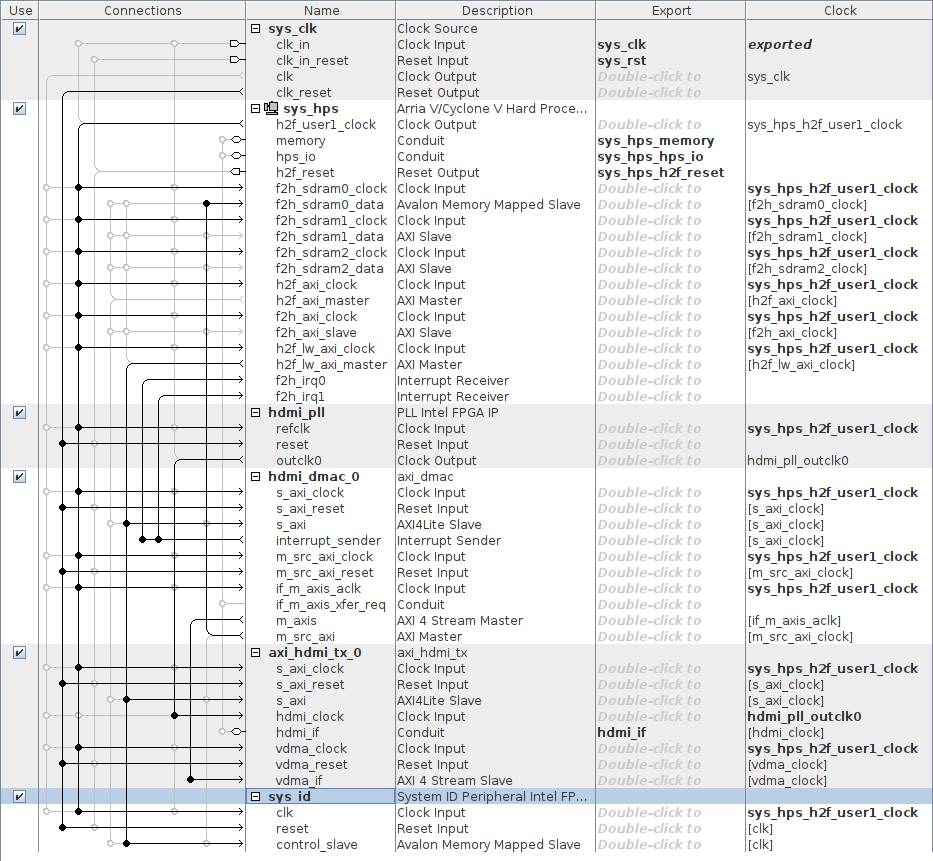 Use Connections Name Description Export Clock
sys_clk Clock Source
clk_in Clock Input sys_clk exported
clk_in_reset Reset Input sys_rst
clk Clock Output Double-click to sys_clk
clk_reset Reset Output Double-click to
sys_hps Arria V/Cyclone V Hard Proce...
h2f_user1_clock Clock Output Double-click to sys_hps_h2f_user1_clock
memory Conduit sys_hps_memory
hps_io Conduit sys_hps_hps_io
h2f_reset Reset Output sys_hps_h2f_reset
f2h_sdram0_clock Clock Input Double-click to sys_hps_h2f_user1_clock
f2h_sdram0_data Avalon Memory Mapped Slave Double-click to [f2h_sdram0_clock]
f2h_sdram1_clock Clock Input Double-click to sys_hps_h2f_user1_clock
f2h_sdram1_data AXI Slave Double-click to [f2h_sdram1_clock]
f2h_sdram2_clock Clock Input Double-click to sys_hps_h2f_user1_clock
f2h_sdram2_data AXI Slave Double-click to [f2h_sdram2_clock]
h2f_axi_clock Clock Input Double-click to sys_hps_h2f_user1_clock
h2f_axi_master AXI Master Double-click to [h2f_axi_clock]
f2h_axi_clock Clock Input Double-click to sys_hps_h2f_user1_clock
f2h_axi_slave AXI Slave Double-click to [f2h_axi_clock]
h2f_lw_axi_clock Clock Input Double-click to sys_hps_h2f_user1_clock
h2f_lw_axi_master AXI Master Double-click to [h2f_lw_axi_clock]
f2h_irq0 Interrupt Receiver Double-click to
f2h_irq1 Interrupt Receiver Double-click to
hdmi_pll PLL Intel FPGA IP
refclk Clock Input Double-click to sys_hps_h2f_user1_clock
reset Reset Input Double-click to
outclk0 Clock Output Double-click to hdmi_pll_outclk0
hdmi_dmac_0 axi_dmac
s_axi_clock Clock Input Double-click to sys_hps_h2f_user1_clock
s_axi_reset Reset Input Double-click to [s_axi_clock]
s_axi AXI4Lite Slave Double-click to [s_axi_clock]
interrupt_sender Interrupt Sender Double-click to [s_axi_clock]
m_src_axi_clock Clock Input Double-click to sys_hps_h2f_user1_clock
m_src_axi_reset Reset Input Double-click to [m_src_axi_clock]
if_m_axis_aclk Clock Input Double-click to sys_hps_h2f_user1_clock
if_m_axis_xfer_req Conduit Double-click to
m_axis AXI 4 Stream Master Double-click to [if_m_axis_aclk]
m_src_axi AXI Master Double-click to [m_src_axi_clock]
axi_hdmi_tx_0 axi_hdmi_tx
s_axi_clock Clock Input Double-click to sys_hps_h2f_user1_clock
s_axi_reset Reset Input Double-click to [s_axi_clock]
s_axi AXI4Lite Slave Double-click to [s_axi_clock]
hdmi_clock Clock Input Double-click to hdmi_pll_outclk0
hdmi_if Conduit hdmi_if [hdmi_clock]
vdma_clock Clock Input Double-click to sys_hps_h2f_user1_clock
vdma_reset Reset Input Double-click to [vdma_clock]
vdma_if AXI 4 Stream Slave Double-click to [vdma_clock]
sys_id System ID Peripheral Intel FP...
clk Clock Input Double-click to sys_hps_h2f_user1_clock
reset Reset Input Double-click to [clk]
control_slave Avalon Memory Mapped Slave Double-click to [clk]